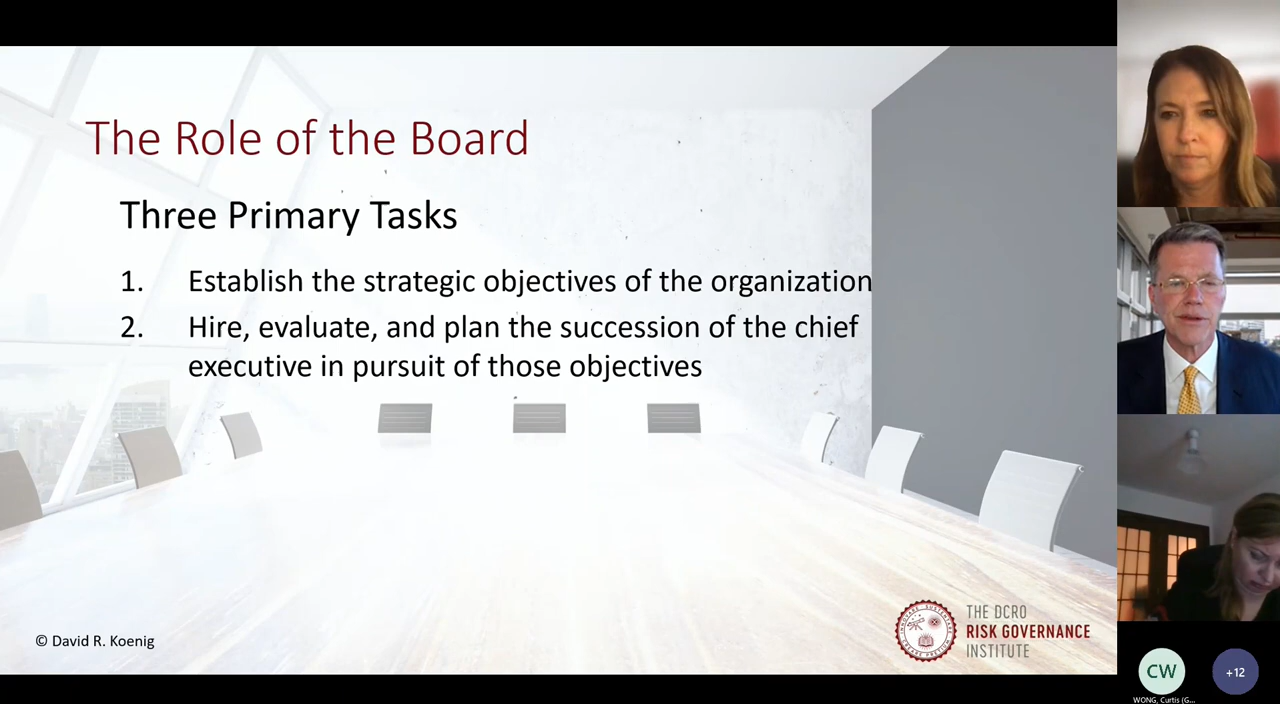 The Role of the Board
Three Primary Tasks
1. Establish the strategic objectives of the organization
2. Hire, evaluate, and plan the succession of the chief
executive in pursuit of those objectives
© David R. Koenig
THE DCRO
RISK GOVERNANCE
INSTITUTE
CW
+12
WONG, Curtis (G...